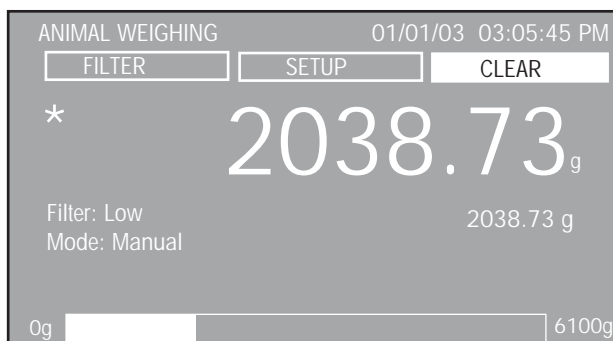 ANIMAL WEIGHING 01/01/03 03:05:45 PM
FILTER SETUP CLEAR
* 2038.73 g
Filter: Low 2038.73 g
Mode: Manual
0g 6100g